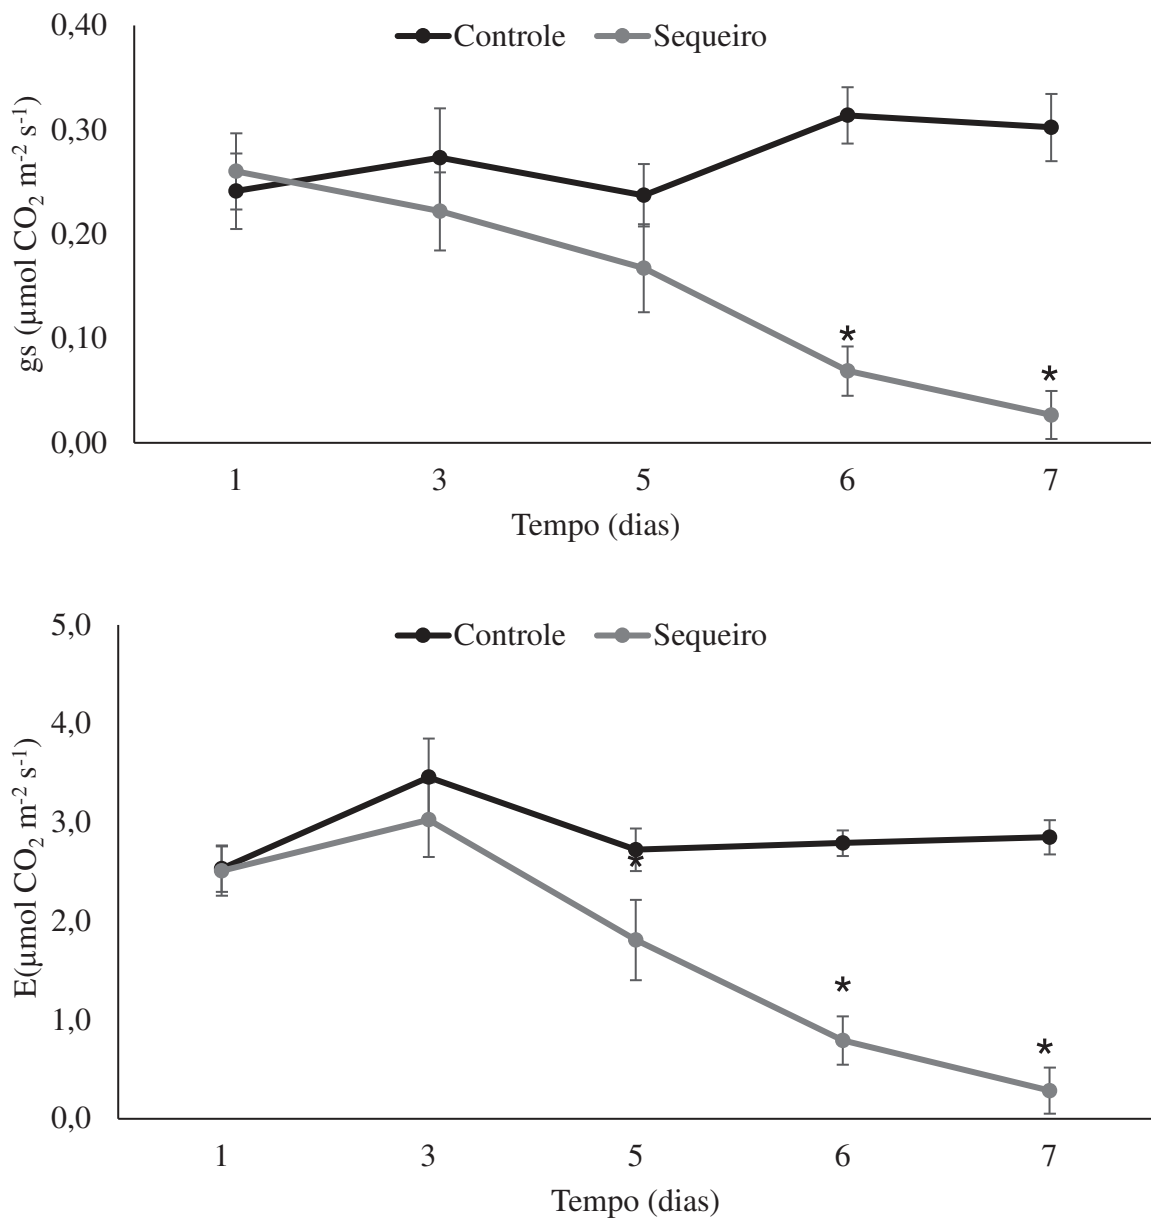 0,40
Controle Sequeiro
0,30
0,20
0,10
0,00
gs (µmol CO₂ m⁻² s⁻¹)
*
*
1 3 5 6 7
Tempo (dias)
5,0
Controle Sequeiro
4,0
3,0
2,0
1,0
0,0
E(µmol CO₂ m⁻² s⁻¹)
*
*
*
1 3 5 6 7
Tempo (dias)